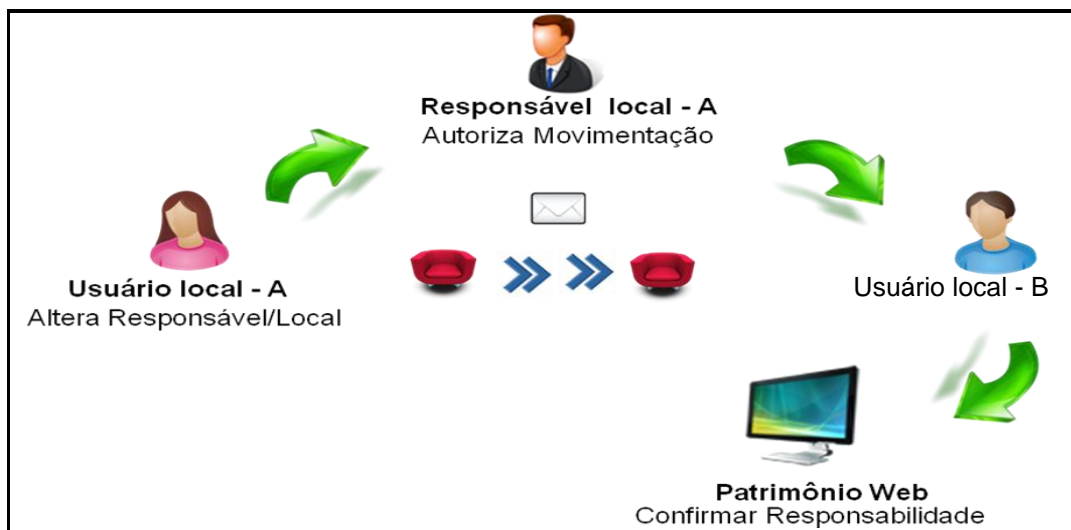 Responsável local - A
Autoriza Movimentação
Usuário local - A
Altera Responsável/Local
Usuário local - B
Patrimônio Web
Confirmar Responsabilidade